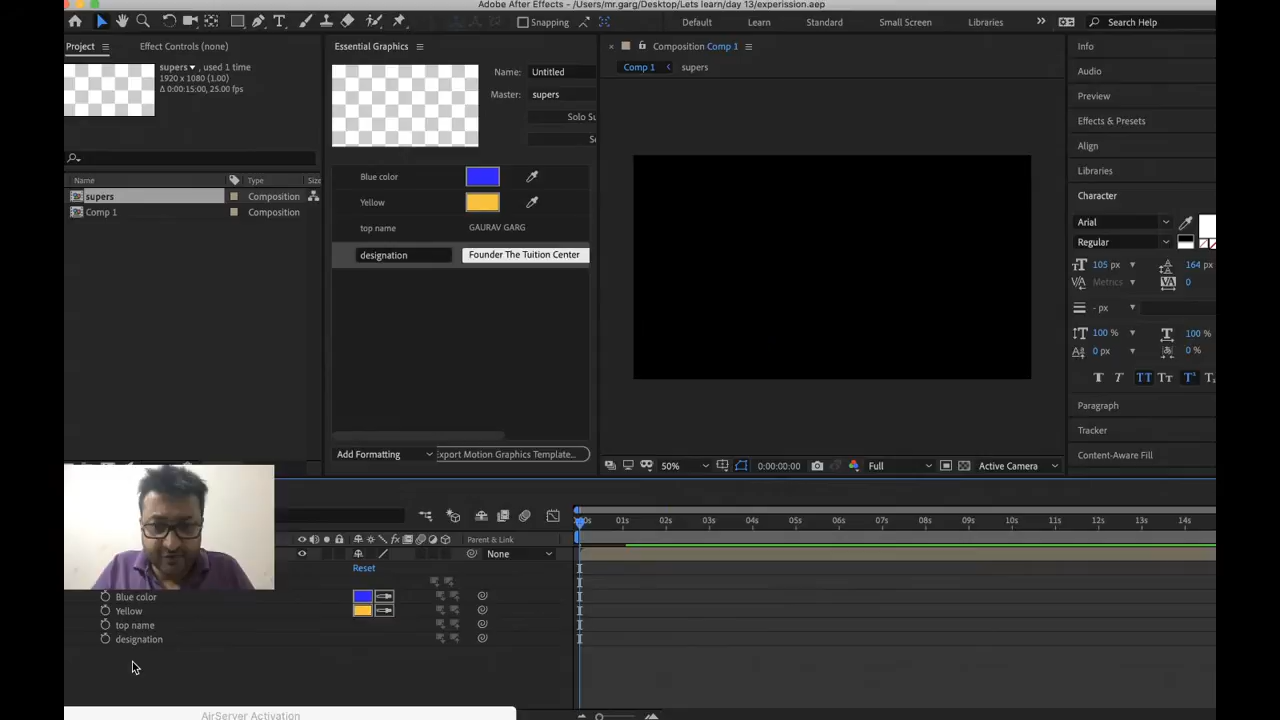 Adobe After Effects - /Users/mr.garg/Desktop/Lets learn/day 13/experission.aep
Snapping
Default
Learn
Standard
Small Screen
Libraries
Search Help
Project
Effect Controls (none)
Essential Graphics
Composition Comp 1
Info
supers , used 1 time
1920 x 1080 (1.00)
Δ 0:00:15:00, 25.00 fps
Name: Untitled
Master: supers
Solo Su
Se
Comp 1
supers
Audio
Preview
Effects & Presets
Align
Libraries
Character
Name
Type
Size
supers
Composition
Comp 1
Composition
Blue color
Yellow
top name
GAURAV GARG
designation
Founder The Tuition Center
Arial
Regular
105 px
164 px
Metrics
0
- px
100 %
100 %
0 px
0 %
Paragraph
Tracker
Content-Aware Fill
Add Formatting
Export Motion Graphics Template...
50%
0:00:00:00
Full
Active Camera
Parent & Link
None
Reset
Blue color
Yellow
top name
designation
00s
01s
02s
03s
04s
05s
06s
07s
08s
09s
10s
11s
12s
13s
14s
AirServer Activation